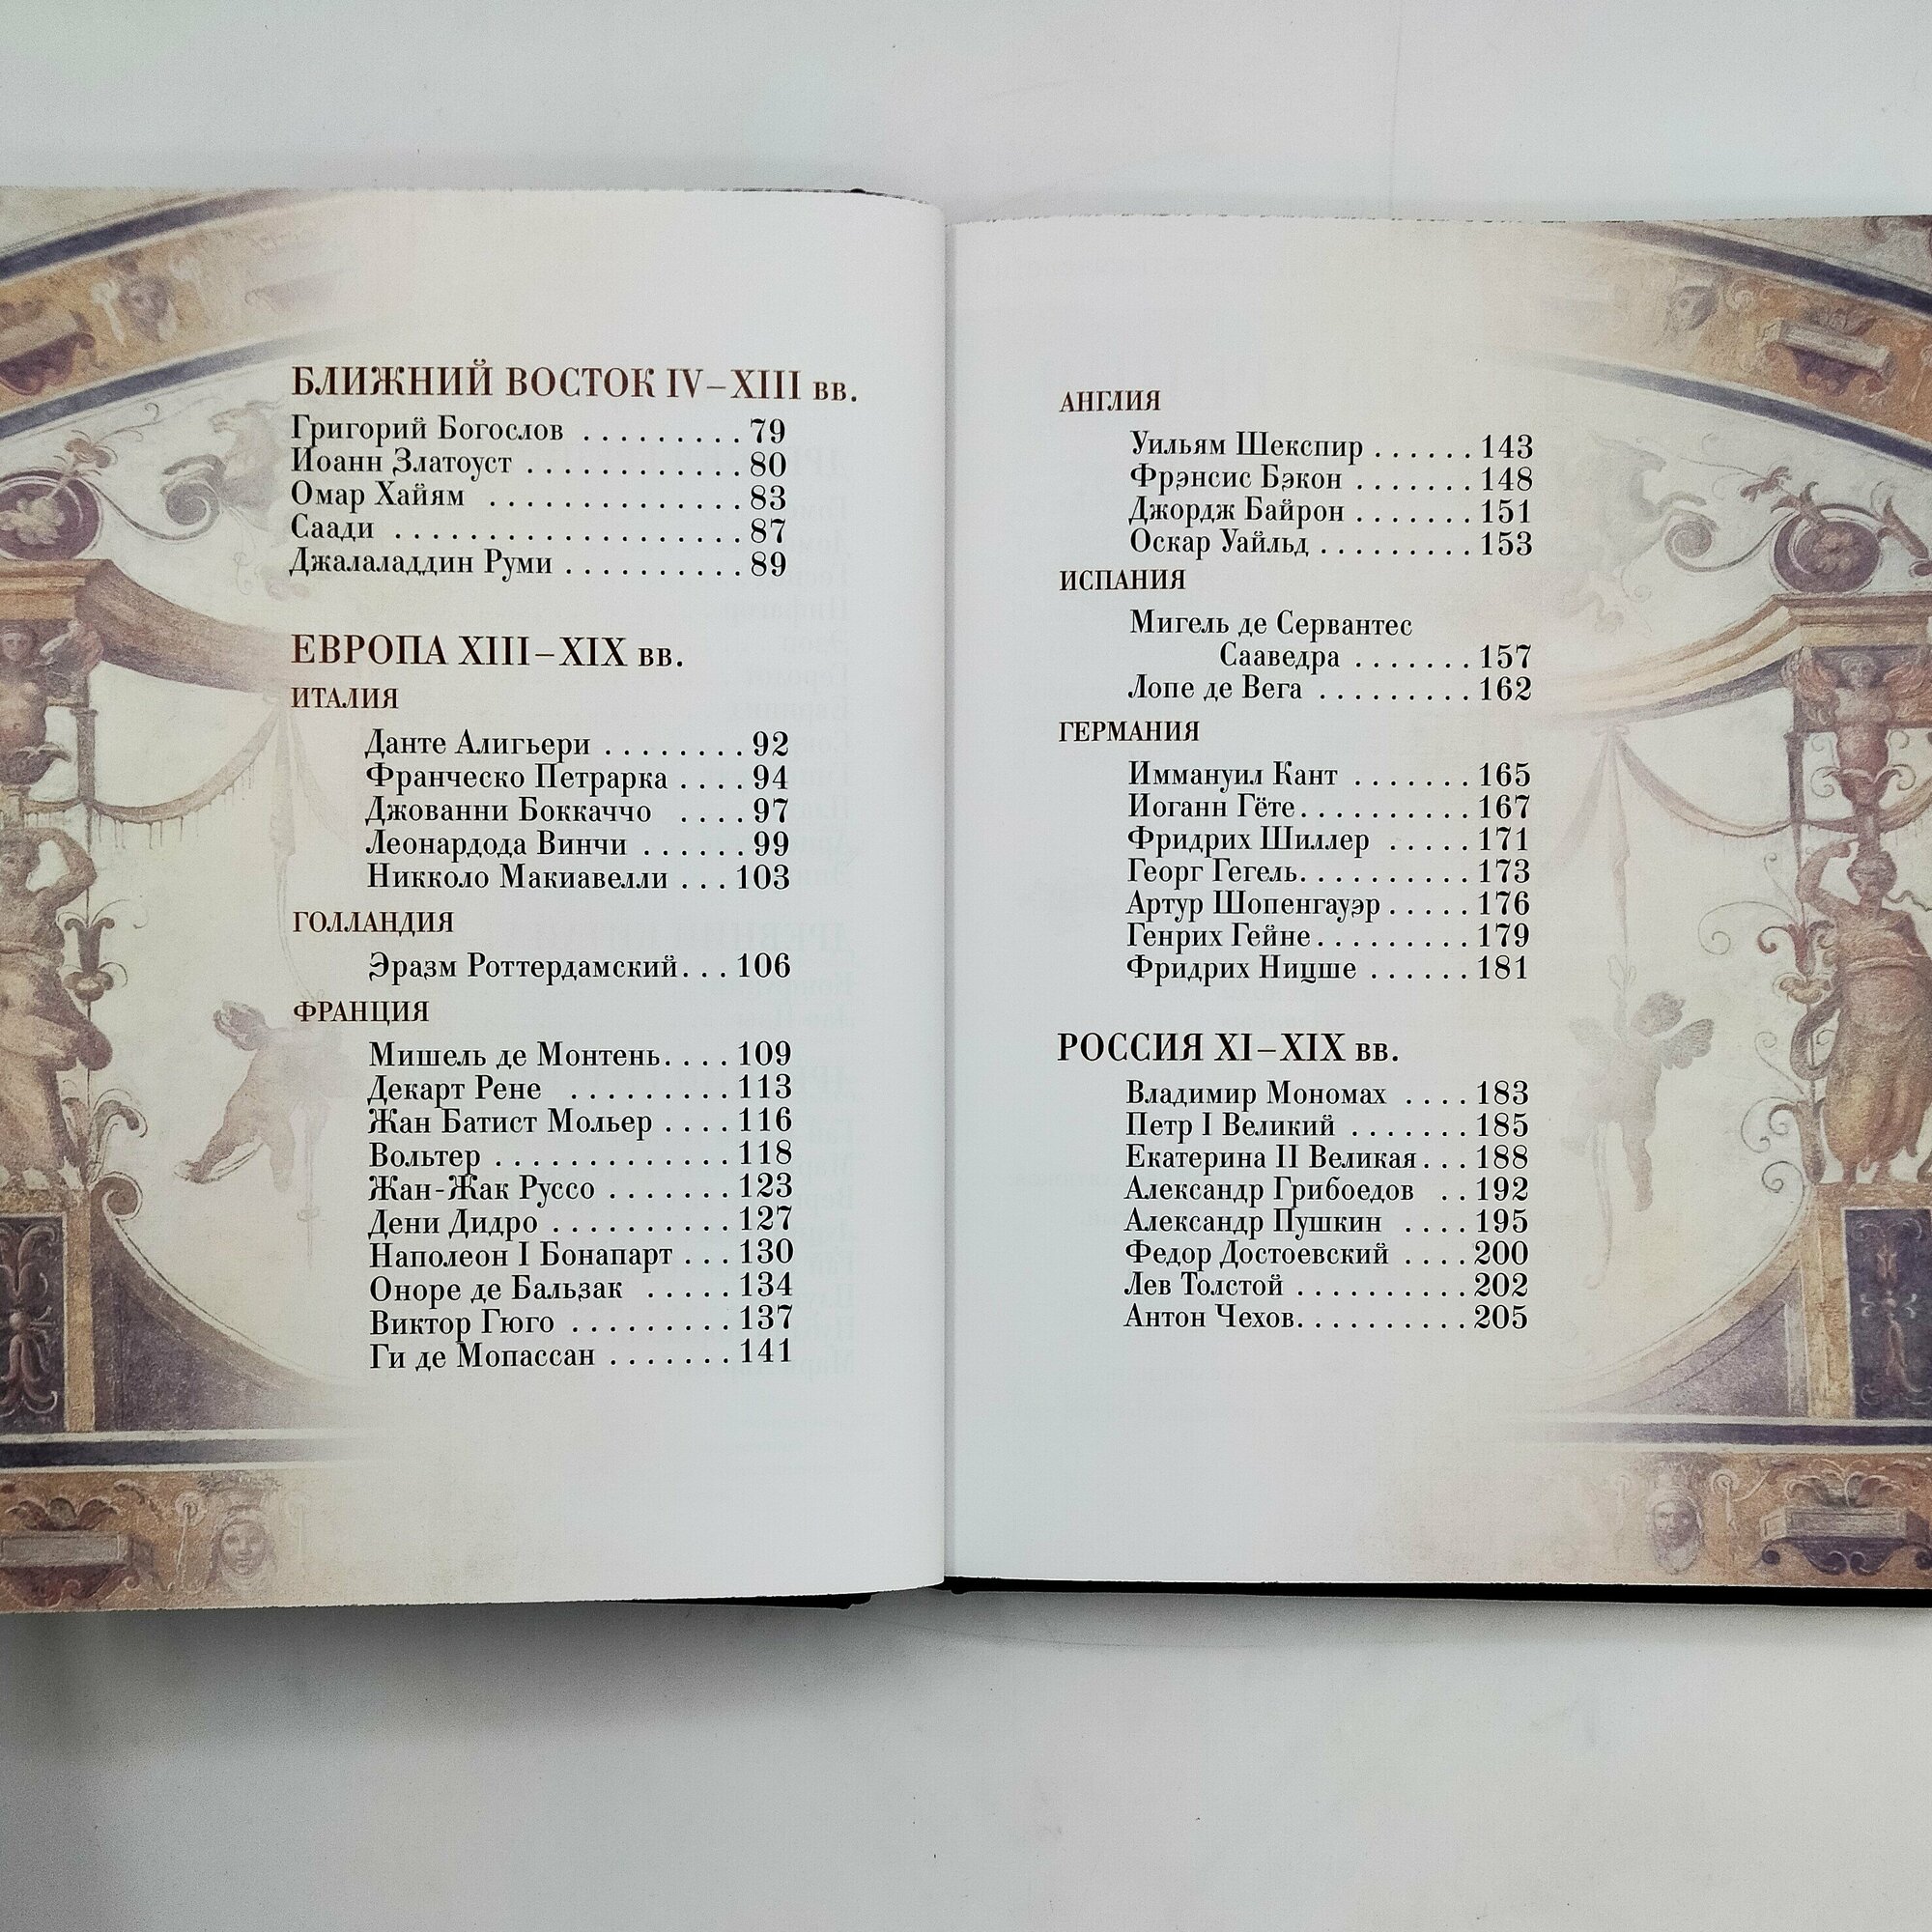 БЛИЖНИЙ ВОСТОК IV–XIII вв.
Григорий Богослов . . . . . . . . . 79
Иоанн Златоуст . . . . . . . . . . . . 80
Омар Хайям . . . . . . . . . . . . . . 83
Саади . . . . . . . . . . . . . . . . . . . 87
Джалаладдин Руми . . . . . . . . . . 89
ЕВРОПА XIII–XIX вв.
ИТАЛИЯ
Данте Алигьери . . . . . . . . 92
Франческо Петрарка . . . . 94
Джованни Боккаччо . . . . 97
Леонардода Винчи . . . . . . 99
Никколо Макиавелли . . . 103
ГОЛЛАНДИЯ
Эразм Роттердамский. . . 106
ФРАНЦИЯ
Мишель де Монтень. . . . 109
Декарт Рене . . . . . . . . . 113
Жан Батист Мольер . . . . 116
Вольтер . . . . . . . . . . . . . 118
Жан-Жак Руссо . . . . . . . 123
Дени Дидро . . . . . . . . . . 127
Наполеон I Бонапарт . . . 130
Оноре де Бальзак . . . . . 134
Виктор Гюго . . . . . . . . . 137
Ги де Мопассан . . . . . . . 141
АНГЛИЯ
Уильям Шекспир . . . . . . 143
Фрэнсис Бэкон . . . . . . . 148
Джордж Байрон . . . . . . . 151
Оскар Уайльд . . . . . . . . . 153
ИСПАНИЯ
Мигель де Сервантес
Сааведра . . . . . . . 157
Лопе де Вега . . . . . . . . . 162
ГЕРМАНИЯ
Иммануил Кант . . . . . . . 165
Иоганн Гёте. . . . . . . . . . 167
Фридрих Шиллер . . . . . 171
Георг Гегель. . . . . . . . . . 173
Артур Шопенгауэр . . . . . 176
Генрих Гейне . . . . . . . . . 179
Фридрих Ницше . . . . . . 181
РОССИЯ XI–XIX вв.
Владимир Мономах . . . . 183
Петр I Великий . . . . . . . 185
Екатерина II Великая . . . 188
Александр Грибоедов . . 192
Александр Пушкин . . . . 195
Федор Достоевский . . . . 200
Лев Толстой . . . . . . . . . . 202
Антон Чехов. . . . . . . . . . 205